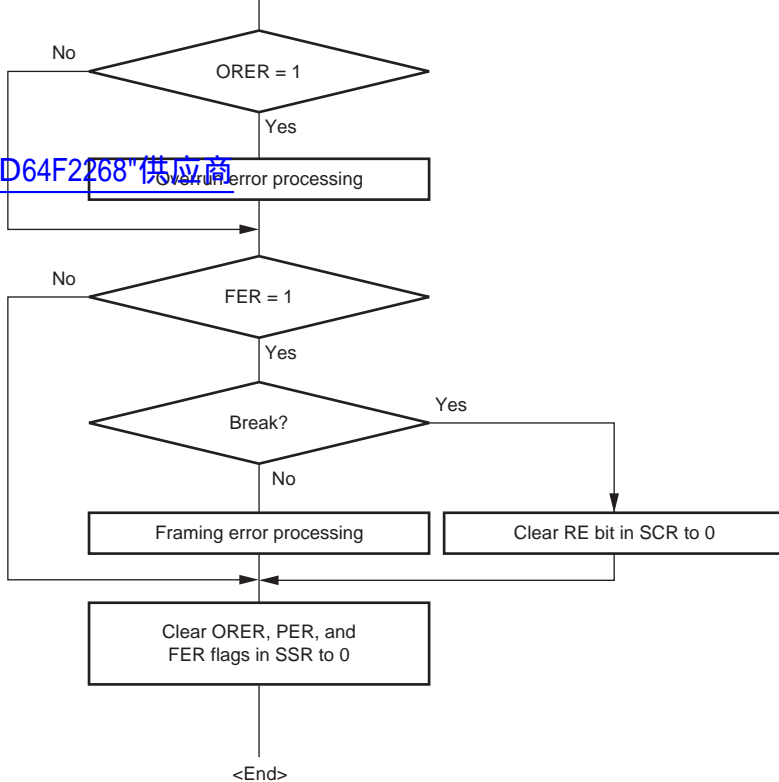 No
ORER = 1
Yes
D64F2268"供应商
Overrun error processing
No
FER = 1
Yes
Break?
Yes
No
Framing error processing
Clear RE bit in SCR to 0
Clear ORER, PER, and
FER flags in SSR to 0
<End>